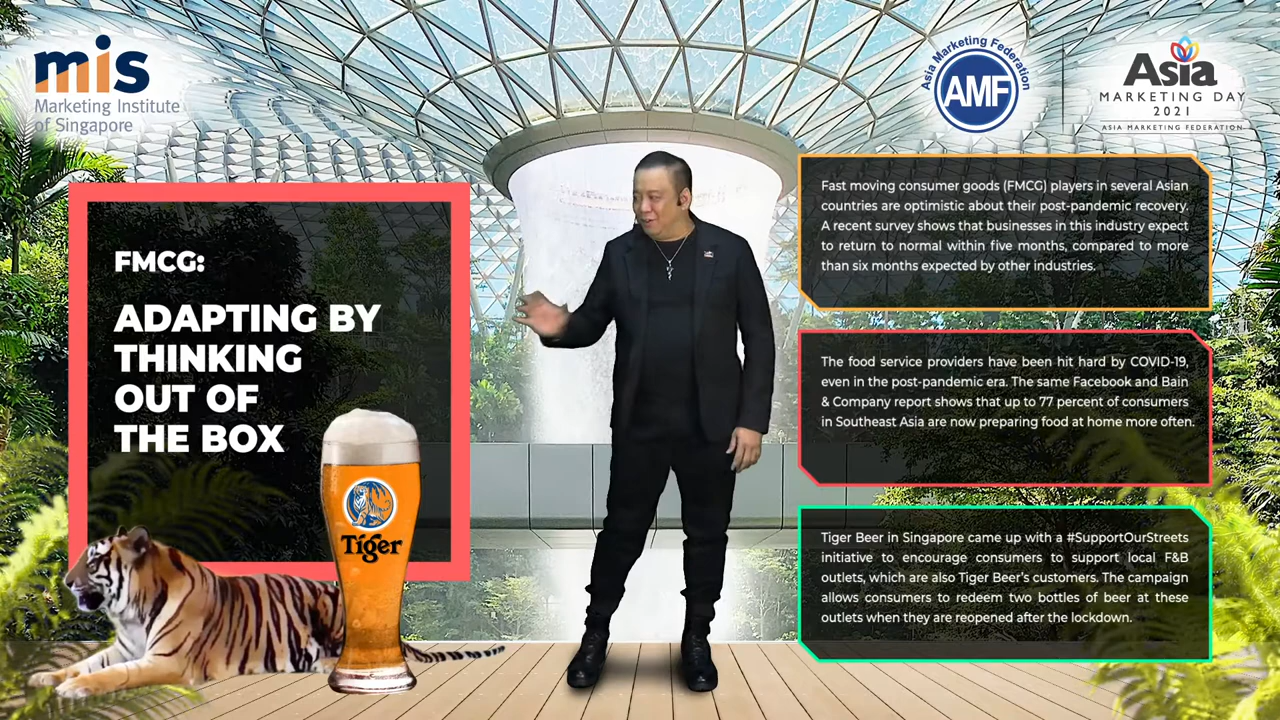 mis
Marketing Institute
of Singapore
Asia Marketing Federation
AMF
Asia
MARKETING DAY
2021
ASIA MARKETING FEDERATION
FMCG:
ADAPTING BY
THINKING
OUT OF
THE BOX
Tiger
Fast moving consumer goods (FMCG) players in several Asian
countries are optimistic about their post-pandemic recovery.
A recent survey shows that businesses in this industry expect
to return to normal within five months, compared to more
than six months expected by other industries.
The food service providers have been hit hard by COVID-19,
even in the post-pandemic era. The same Facebook and Bain
& Company report shows that up to 77 percent of consumers
in Southeast Asia are now preparing food at home more often.
Tiger Beer in Singapore came up with a #SupportOurStreets
initiative to encourage consumers to support local F&B
outlets, which are also Tiger Beer's customers. The campaign
allows consumers to redeem two bottles of beer at these
outlets when they are reopened after the lockdown.